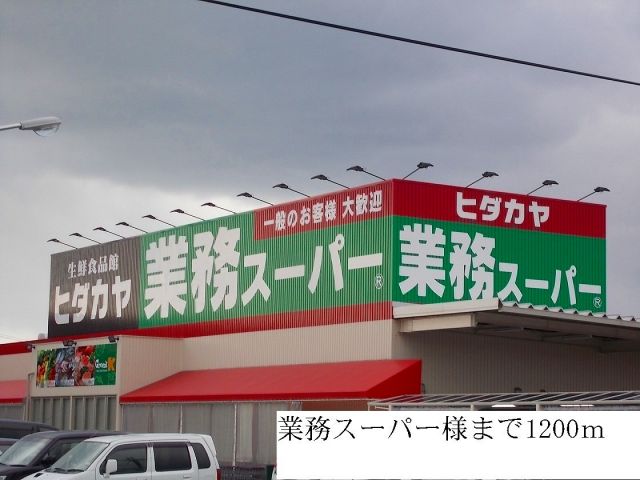 生鮮食品館
ヒダカヤ
業務スーパー®
一般のお客様 大歓迎
ヒダカヤ
業務スーパー®
業務スーパー様まで1200m